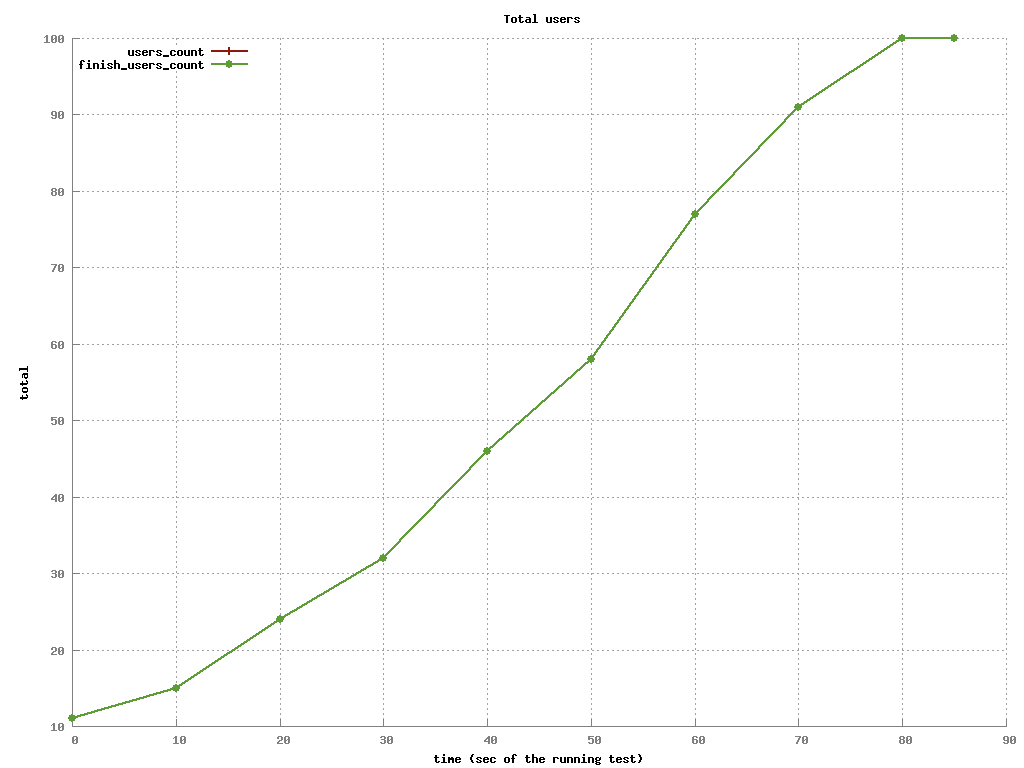 Total users
users_count
finish_users_count
100
90
80
70
60
50
40
30
20
10
total
0 10 20 30 40 50 60 70 80 90
time (sec of the running test)